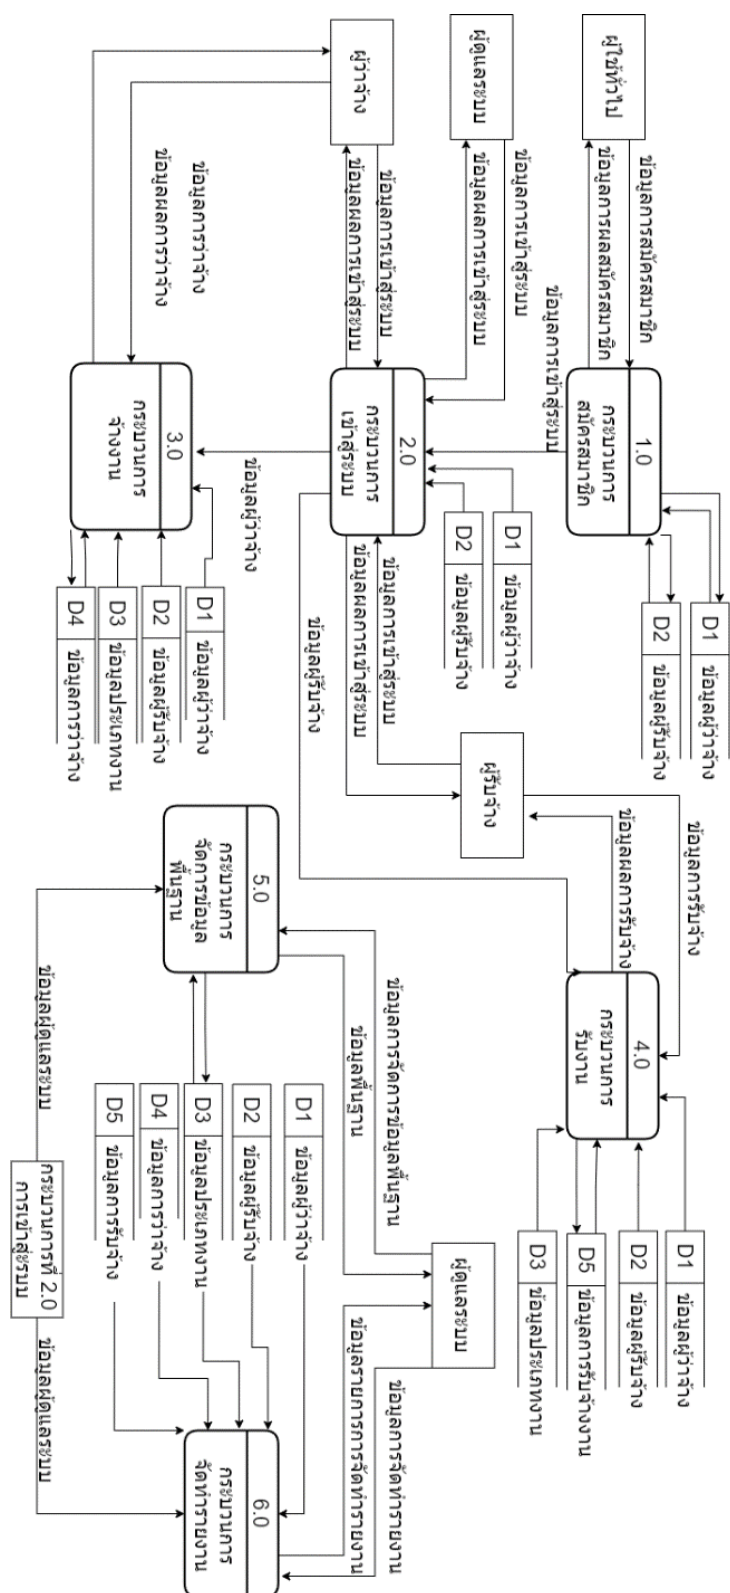 ผู้ใช้ทั่วไป
ข้อมูลการสมัครสมาชิก
ข้อมูลการผลสมัครสมาชิก
1.0
กระบวนการ
สมัครสมาชิก
D1 ข้อมูลผู้ว่าจ้าง
D2 ข้อมูลผู้รับจ้าง
ข้อมูลการเข้าสู่ระบบ
ผู้ดูแลระบบ
ข้อมูลการเข้าสู่ระบบ
ข้อมูลผลการเข้าสู่ระบบ
2.0
กระบวนการ
เข้าสู่ระบบ
D1 ข้อมูลผู้ว่าจ้าง
D2 ข้อมูลผู้รับจ้าง
ผู้ว่าจ้าง
ข้อมูลการเข้าสู่ระบบ
ข้อมูลผลการเข้าสู่ระบบ
ข้อมูลการเข้าสู่ระบบ
ข้อมูลผลการเข้าสู่ระบบ
ข้อมูลผู้รับจ้าง
ข้อมูลผู้ว่าจ้าง
ข้อมูลการว่าจ้าง
ข้อมูลผลการว่าจ้าง
3.0
กระบวนการ
จ้างงาน
D1 ข้อมูลผู้ว่าจ้าง
D2 ข้อมูลผู้รับจ้าง
D3 ข้อมูลประเภทงาน
D4 ข้อมูลการว่าจ้าง
ผู้รับจ้าง
ข้อมูลการรับจ้าง
ข้อมูลผลการรับจ้าง
4.0
กระบวนการ
รับงาน
D1 ข้อมูลผู้ว่าจ้าง
D2 ข้อมูลผู้รับจ้าง
D5 ข้อมูลการรับจ้างงาน
D3 ข้อมูลประเภทงาน
ผู้ดูแลระบบ
ข้อมูลการจัดการข้อมูลพื้นฐาน
ข้อมูลพื้นฐาน
ข้อมูลการจัดทำรายงาน
ข้อมูลรายการการจัดทำรายงาน
5.0
กระบวนการ
จัดการข้อมูล
พื้นฐาน
D1 ข้อมูลผู้ว่าจ้าง
D2 ข้อมูลผู้รับจ้าง
D3 ข้อมูลประเภทงาน
D4 ข้อมูลการว่าจ้าง
D5 ข้อมูลการรับจ้าง
6.0
กระบวนการ
จัดทำรายงาน
ข้อมูลผู้ดูแลระบบ
กระบวนการที่ 2.0
การเข้าสู่ะรบบ
ข้อมูลผู้ดูแลระบบ